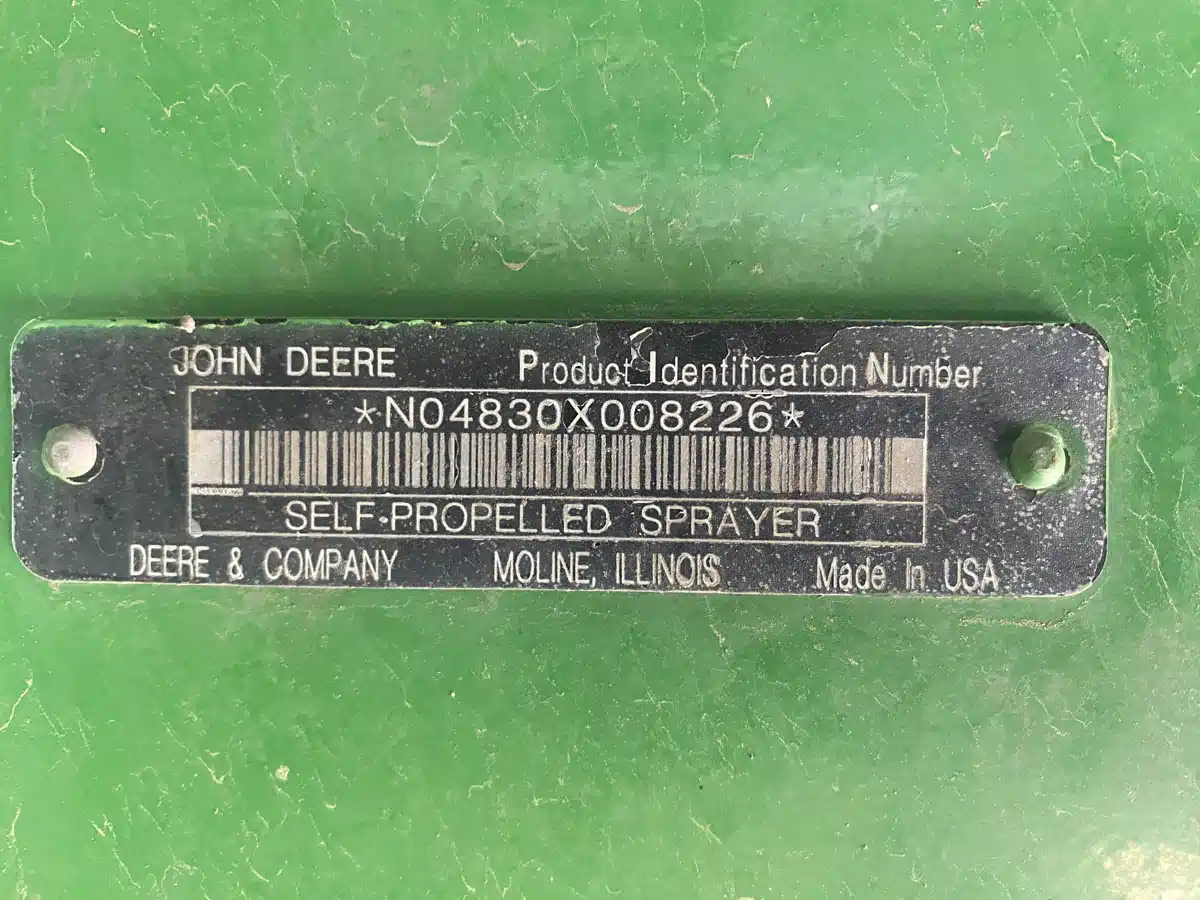 JOHN DEERE Product Identification Number
*N04830X008226*
SELF-PROPELLED SPRAYER
DEERE & COMPANY MOLINE, ILLINOIS Made In USA